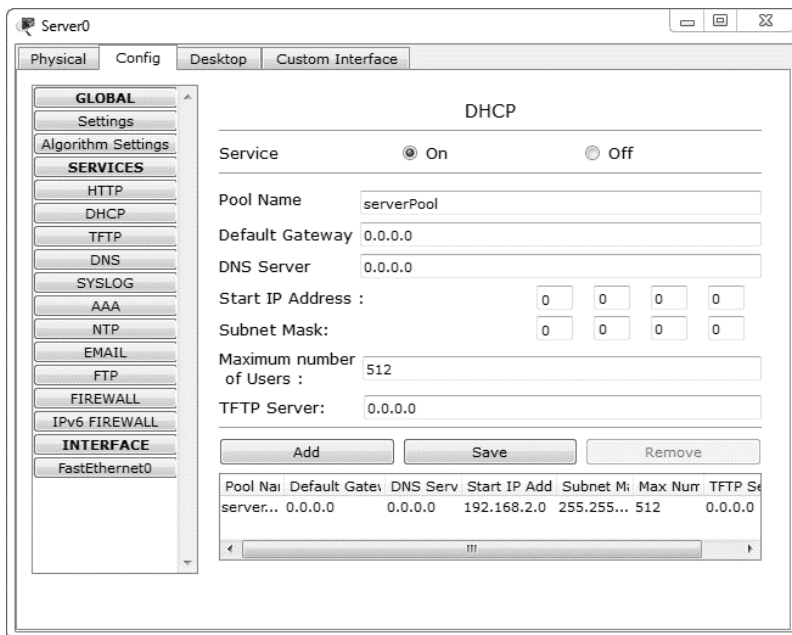 Server0
Physical Config Desktop Custom Interface
GLOBAL
Settings
Algorithm Settings
SERVICES
HTTP
DHCP
TFTP
DNS
SYSLOG
AAA
NTP
EMAIL
FTP
FIREWALL
IPv6 FIREWALL
INTERFACE
FastEthernet0
DHCP
Service On Off
Pool Name serverPool
Default Gateway 0.0.0.0
DNS Server 0.0.0.0
Start IP Address : 0 0 0 0
Subnet Mask: 0 0 0 0
Maximum number
of Users : 512
TFTP Server: 0.0.0.0
Add Save Remove
Pool Nai Default Gatev DNS Serv Start IP Add Subnet M: Max Num TFTP Se
server... 0.0.0.0 0.0.0.0 192.168.2.0 255.255... 512 0.0.0.0